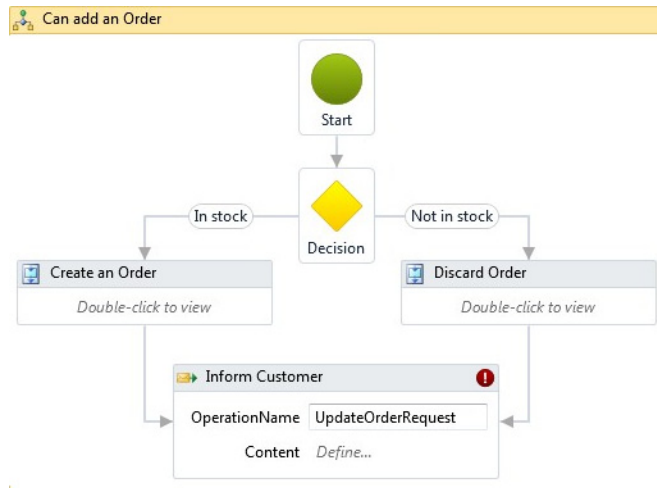 Can add an Order
Start
In stock
Not in stock
Decision
Create an Order
Double-click to view
Discard Order
Double-click to view
Inform Customer
OperationName UpdateOrderRequest
Content Define...